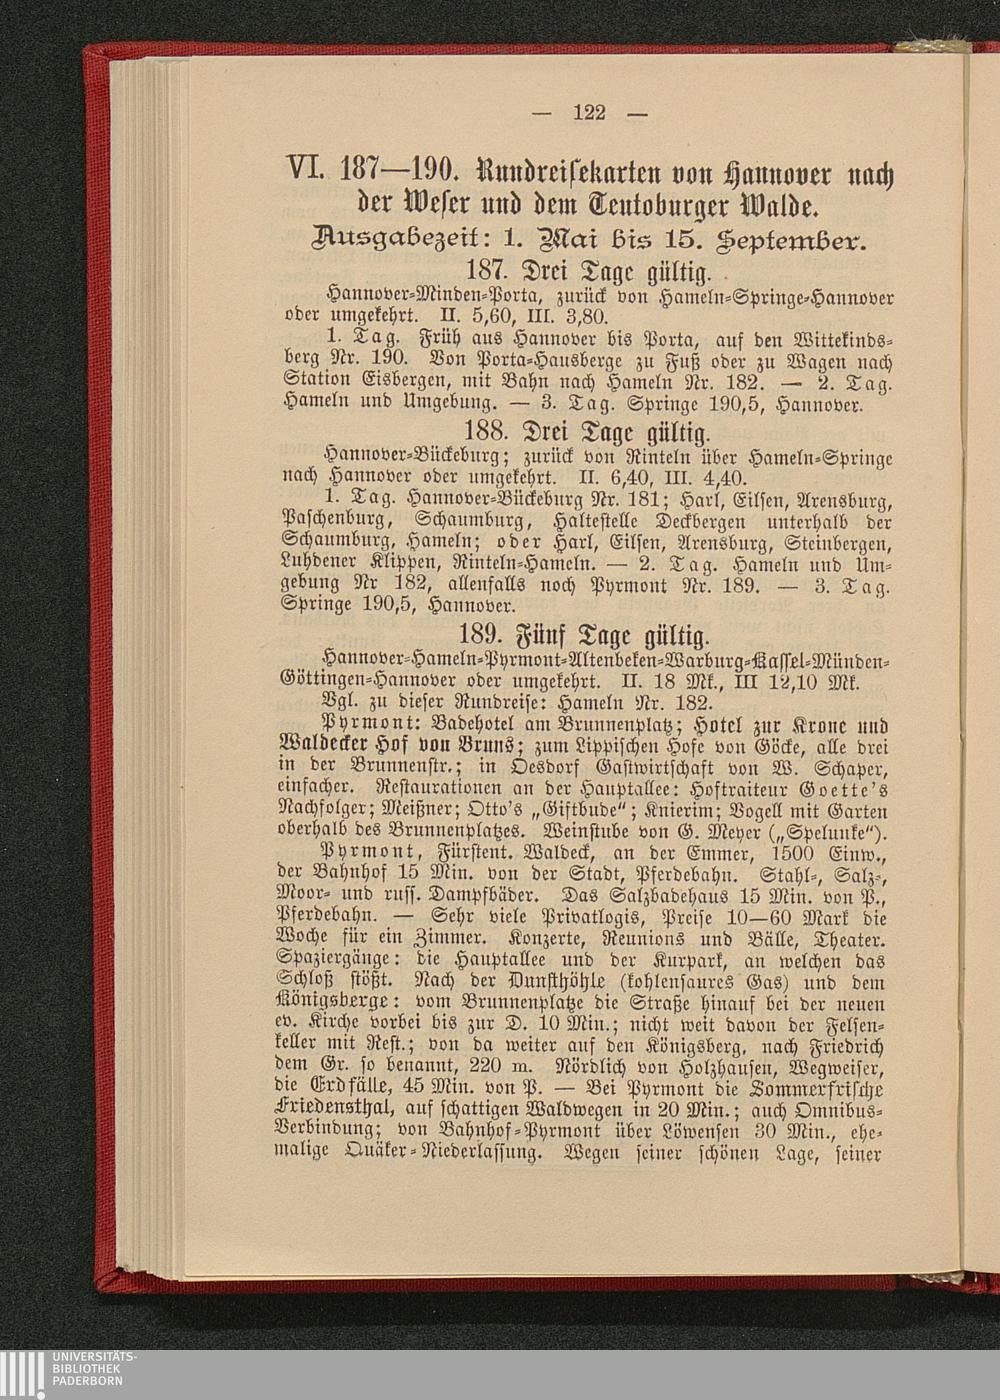 — 122 —
VI. 187—190. Rundreisekarten von Hannover nach
der Weser und dem Teutoburger Walde.
Ausgabezeit: 1. Mai bis 15. September.
187. Drei Tage gültig.
Hannover-Minden-Porta, zurück von Hameln-Springe-Hannover
oder umgekehrt. II. 5,60, III. 3,80.
1. Tag. Früh aus Hannover bis Porta, auf den Wittekinds-
berg Nr. 190. Von Porta-Hausberge zu Fuß oder zu Wagen nach
Station Eisbergen, mit Bahn nach Hameln Nr. 182. — 2. Tag.
Hameln und Umgebung. — 3. Tag. Springe 190,5, Hannover.
188. Drei Tage gültig.
Hannover-Bückeburg; zurück von Rinteln über Hameln-Springe
nach Hannover oder umgekehrt. II. 6,40, III. 4,40.
1. Tag. Hannover-Bückeburg Nr. 181; Harl, Eilsen, Arensburg,
Paschenburg, Schaumburg, Haltestelle Deckbergen unterhalb der
Schaumburg, Hameln; oder Harl, Eilsen, Arensburg, Steinbergen,
Luhdener Klippen, Rinteln-Hameln. — 2. Tag. Hameln und Um-
gebung Nr 182, allenfalls noch Pyrmont Nr. 189. — 3. Tag.
Springe 190,5, Hannover.
189. Fünf Tage gültig.
Hannover-Hameln-Pyrmont-Altenbeken-Warburg-Kassel-Münden-
Göttingen-Hannover oder umgekehrt. II. 18 Mk., III 12,10 Mk.
Vgl. zu dieser Rundreise: Hameln Nr. 182.
Pyrmont: Badehotel am Brunnenplatz; Hotel zur Krone und
Waldecker Hof von Bruns; zum Lippischen Hofe von Göcke, alle drei
in der Brunnenstr.; in Oesdorf Gastwirtschaft von W. Schaper,
einfacher. Restaurationen an der Hauptallee: Hoftraiteur Goette's
Nachfolger; Meißner; Otto's „Giftbude“; Knierim; Vogell mit Garten
oberhalb des Brunnenplatzes. Weinstube von G. Meyer („Spelunke“).
Pyrmont, Fürstent. Waldeck, an der Emmer, 1500 Einw.,
der Bahnhof 15 Min. von der Stadt, Pferdebahn. Stahl-, Salz-,
Moor- und russ. Dampfbäder. Das Salzbadehaus 15 Min. von P.,
Pferdebahn. — Sehr viele Privatlogis, Preise 10—60 Mark die
Woche für ein Zimmer. Konzerte, Reunions und Bälle, Theater.
Spaziergänge: die Hauptallee und der Kurpark, an welchen das
Schloß stößt. Nach der Dunsthöhle (kohlensaures Gas) und dem
Königsberge: vom Brunnenplatze die Straße hinauf bei der neuen
ev. Kirche vorbei bis zur D. 10 Min.; nicht weit davon der Felsen-
keller mit Rest.; von da weiter auf den Königsberg, nach Friedrich
dem Gr. so benannt, 220 m. Nördlich von Holzhausen, Wegweiser,
die Erdfälle, 45 Min. von P. — Bei Pyrmont die Sommerfrische
Friedensthal, auf schattigen Waldwegen in 20 Min.; auch Omnibus-
Verbindung; von Bahnhof-Pyrmont über Löwensen 30 Min., ehe-
malige Quäker-Niederlassung. Wegen seiner schönen Lage, seiner
UNIVERSITÄTS-
BIBLIOTHEK
PADERBORN